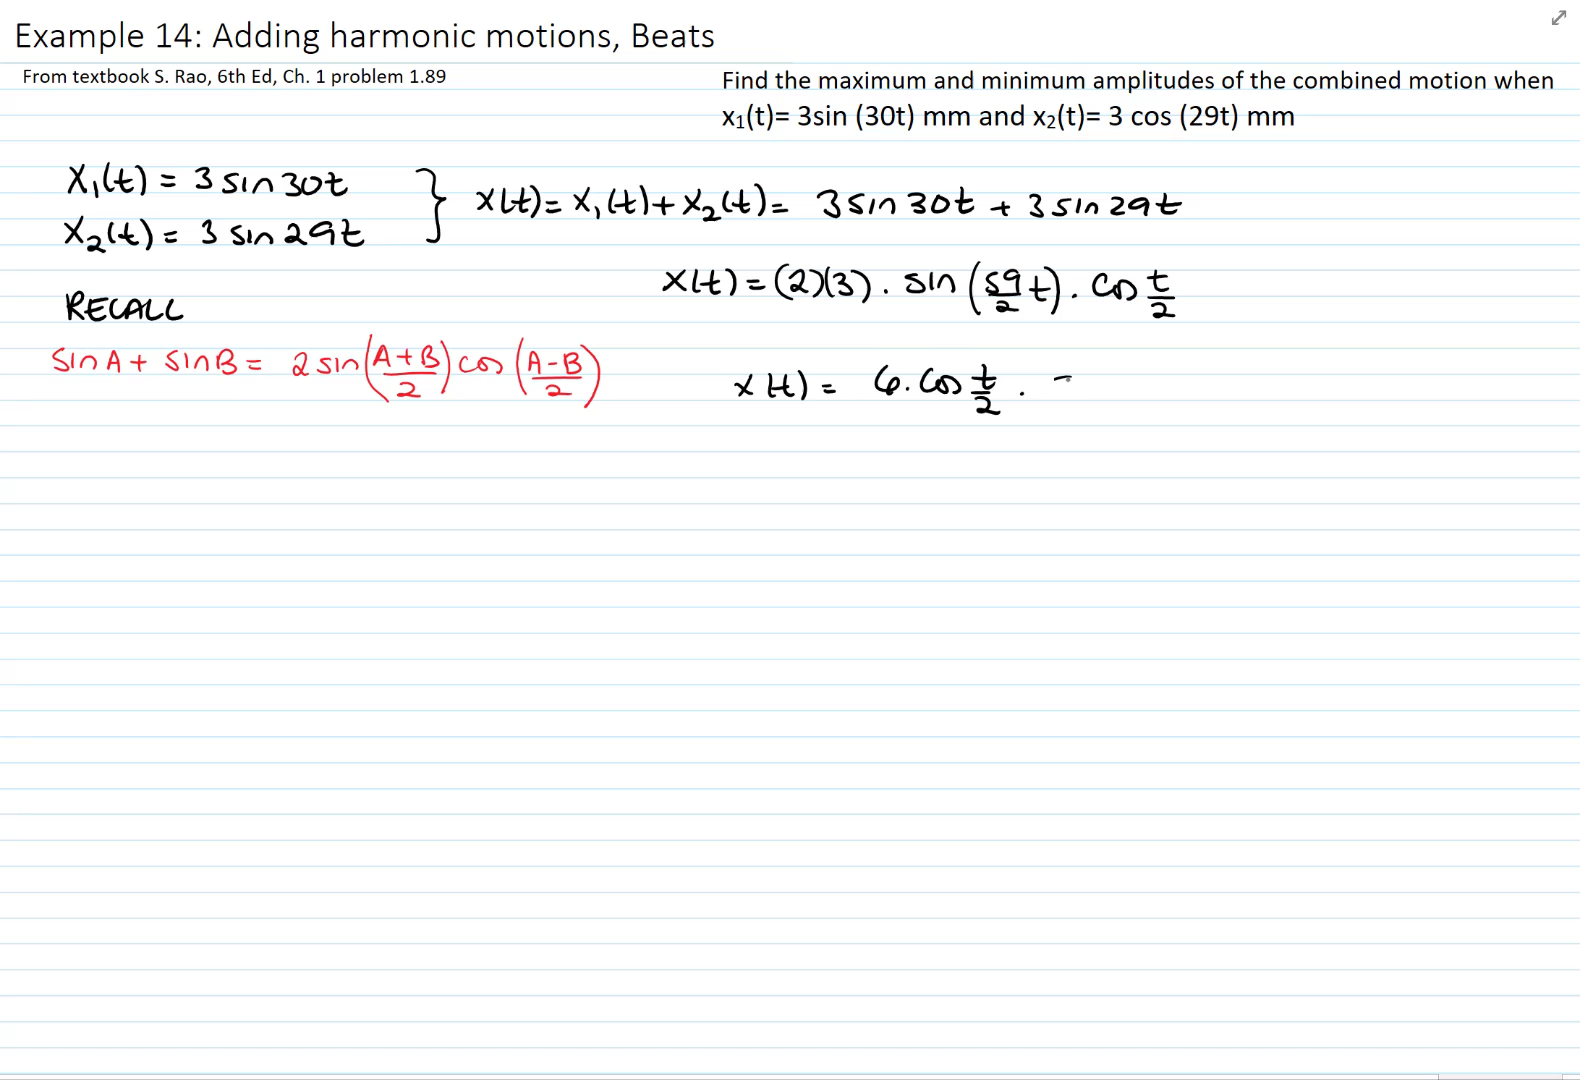 Example 14: Adding harmonic motions, Beats
From textbook S. Rao, 6th Ed, Ch. 1 problem 1.89
Find the maximum and minimum amplitudes of the combined motion when
x₁(t)= 3sin (30t) mm and x₂(t)= 3 cos (29t) mm
x₁(t) = 3 sin 30t
x₂(t) = 3 sin 29t
} x(t) = x₁(t) + x₂(t) = 3 sin 30t + 3 sin 29t
x(t) = (2)(3) · sin (59/2 t) · cos t/2
RECALL
sin A + sin B = 2 sin (A+B/2) cos (A-B/2)
x(t) = 6 · cos t/2 ·